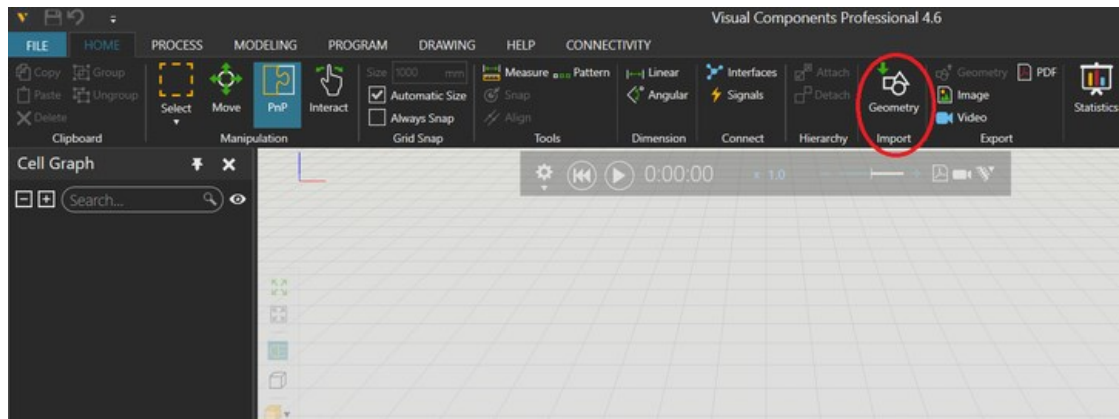 Visual Components Professional 4.6
FILE HOME PROCESS MODELING PROGRAM DRAWING HELP CONNECTIVITY
Copy Group
Paste Ungroup
Delete
Clipboard
Select Move PnP Interact
Manipulation
Size 1000 mm
Automatic Size
Always Snap
Grid Snap
Measure Pattern
Snap
Align
Tools
Linear
Angular
Dimension
Interfaces
Signals
Connect
Attach
Detach
Hierarchy
Geometry
Import
Geometry PDF
Image
Video
Export
Statistics
Cell Graph
Search...
0:00:00 x 1.0